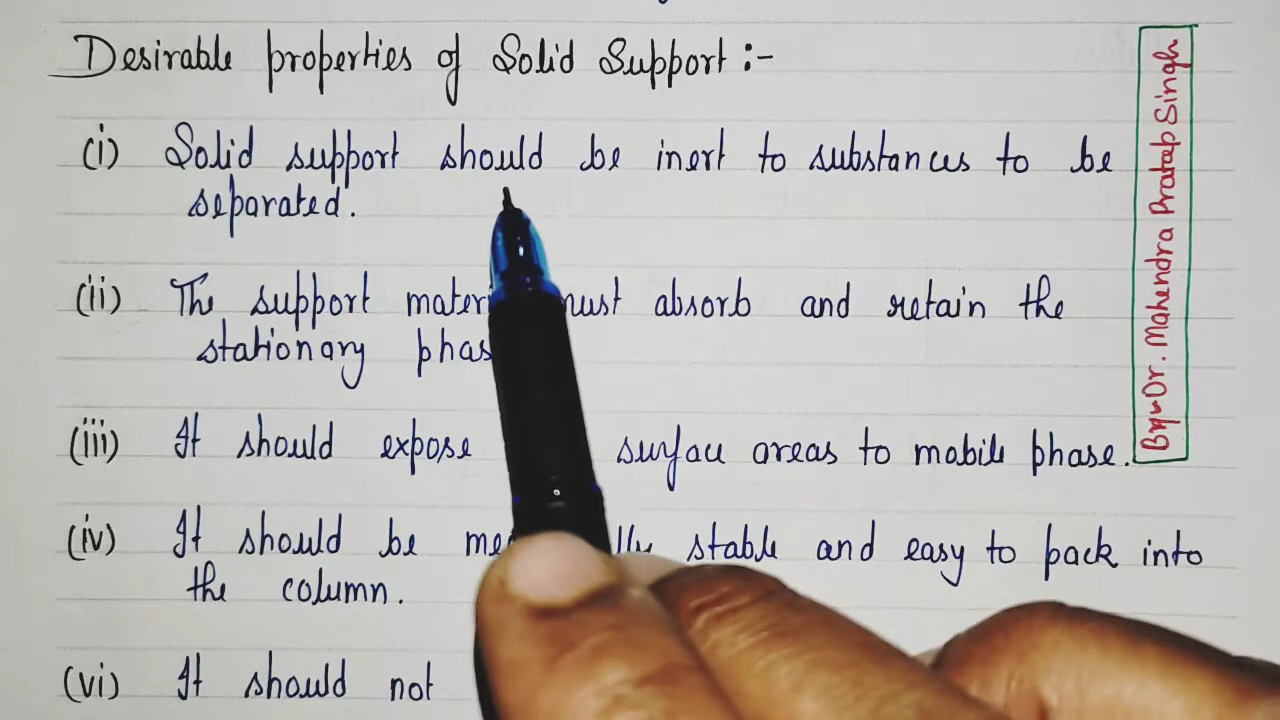 Desirable properties of Solid Support :-
(i) Solid support should be inert to substances to be
separated.
(ii) The support must absorb and retain the
stationary
(iii) It should expose surface areas to mobile phase.
(iv) It should be stable and easy to pack into
the column.
(vi) It should not
By~Dr. Mahendra Pratap Singh